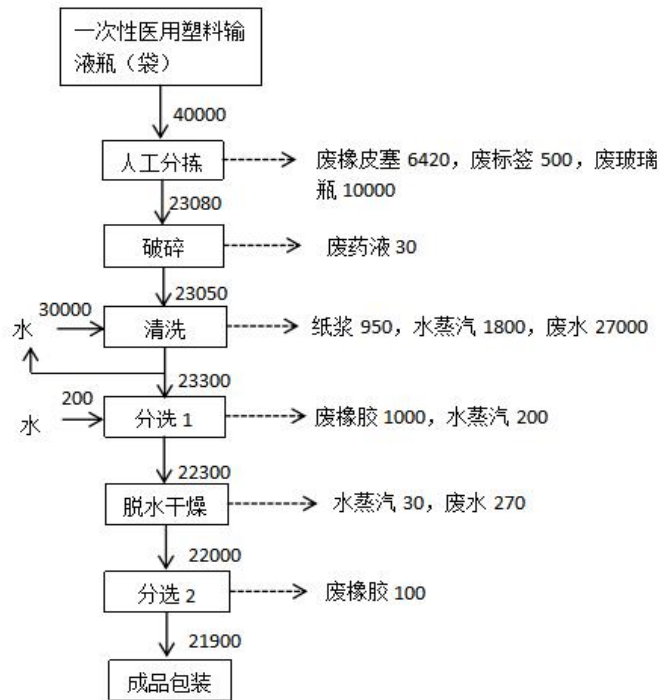 一次性医用塑料输
液瓶（袋）
40000
人工分拣
废橡皮塞 6420，废标签 500，废玻璃
瓶 10000
23080
破碎
废药液 30
23050
30000
水
清洗
纸浆 950，水蒸汽 1800，废水 27000
23300
200
水
分选 1
废橡胶 1000，水蒸汽 200
22300
脱水干燥
水蒸汽 30，废水 270
22000
分选 2
废橡胶 100
21900
成品包装